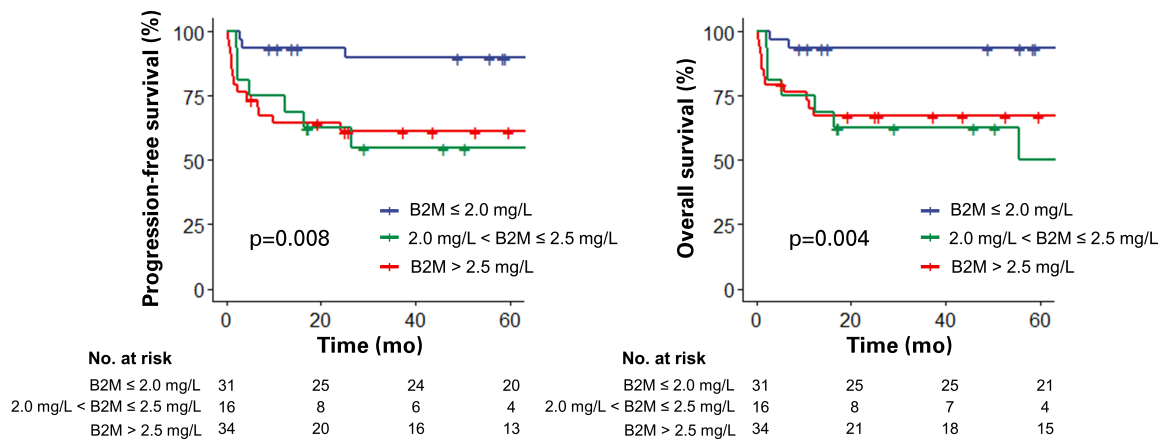 Progression-free survival (%)
100
75
50
25
0
B2M ≤ 2.0 mg/L
2.0 mg/L < B2M ≤ 2.5 mg/L
B2M > 2.5 mg/L
p=0.008
0 20 40 60
Time (mo)
No. at risk
B2M ≤ 2.0 mg/L 31 25 24 20
2.0 mg/L < B2M ≤ 2.5 mg/L 16 8 6 4
B2M > 2.5 mg/L 34 20 16 13
Overall survival (%)
100
75
50
25
0
B2M ≤ 2.0 mg/L
2.0 mg/L < B2M ≤ 2.5 mg/L
B2M > 2.5 mg/L
p=0.004
0 20 40 60
Time (mo)
No. at risk
B2M ≤ 2.0 mg/L 31 25 25 21
2.0 mg/L < B2M ≤ 2.5 mg/L 16 8 7 4
B2M > 2.5 mg/L 34 21 18 15